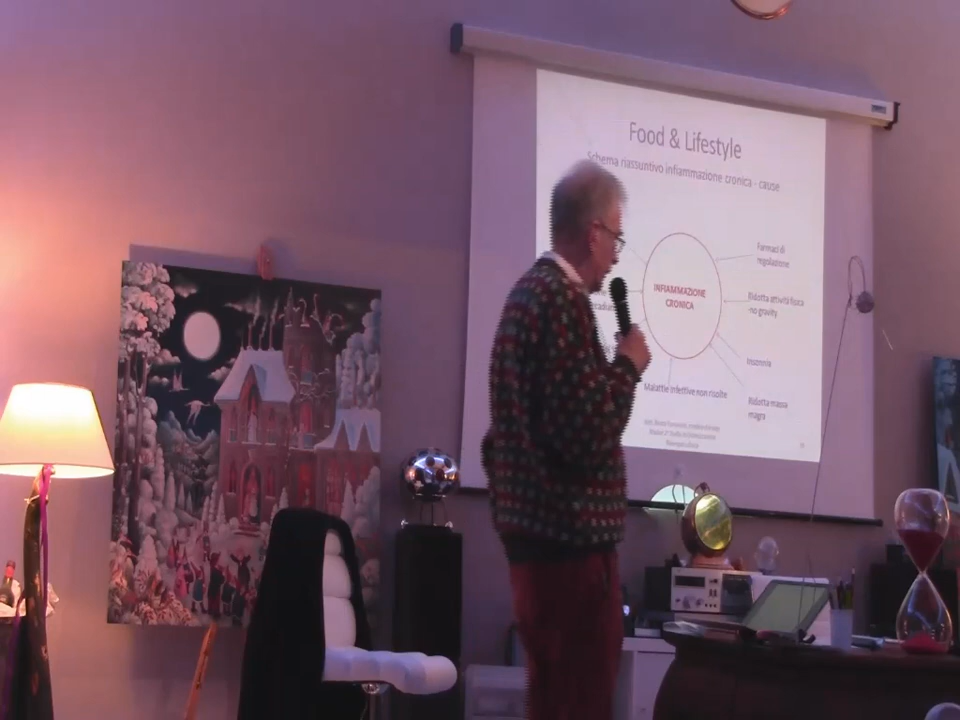 Food & Lifestyle
Schema riassuntivo infiammazione cronica - cause
Farmaci di
regolazione
INFIAMMAZIONE
CRONICA
Ridotta attività fisica
no-gravity
Insonnia
Malattie infettive non risolte
Ridotta massa
magra